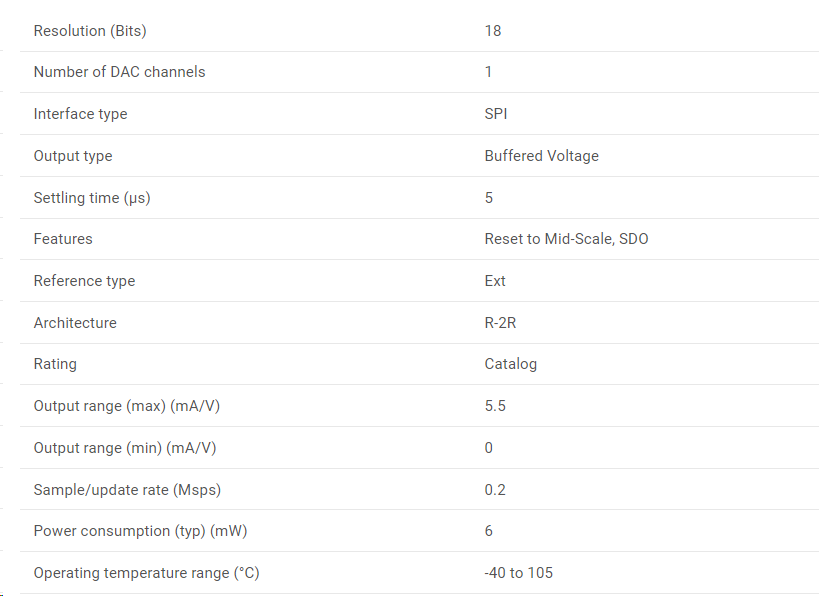 Resolution (Bits) 18
Number of DAC channels 1
Interface type SPI
Output type Buffered Voltage
Settling time (µs) 5
Features Reset to Mid-Scale, SDO
Reference type Ext
Architecture R-2R
Rating Catalog
Output range (max) (mA/V) 5.5
Output range (min) (mA/V) 0
Sample/update rate (Msps) 0.2
Power consumption (typ) (mW) 6
Operating temperature range (°C) -40 to 105